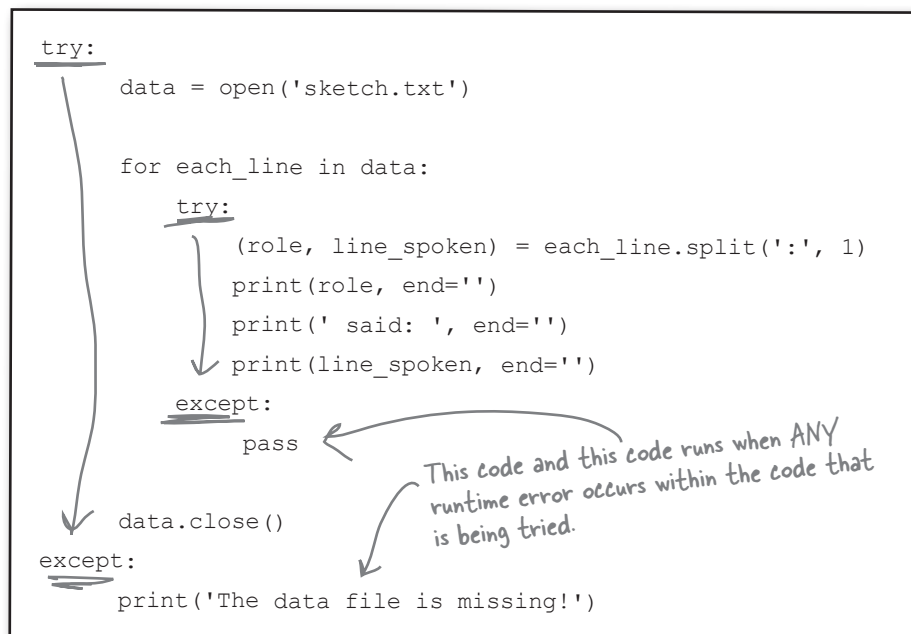 try:
data = open('sketch.txt')
for each_line in data:
try:
(role, line_spoken) = each_line.split(':', 1)
print(role, end='')
print(' said: ', end='')
print(line_spoken, end='')
except:
pass
This code and this code runs when ANY
runtime error occurs within the code that
is being tried.
data.close()
except:
print('The data file is missing!')